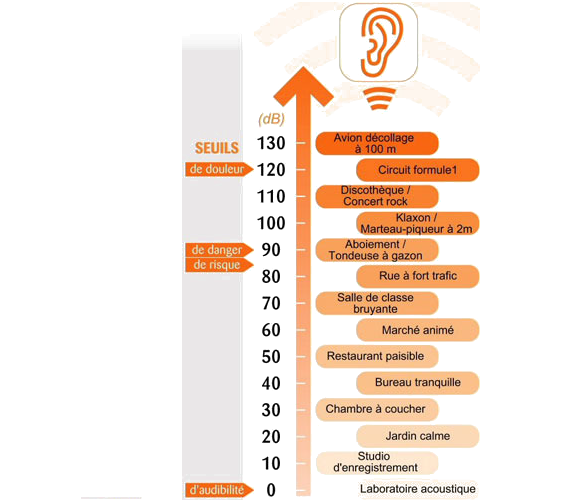 (dB)
SEUILS
130
Avion décollage
à 100 m
de douleur
120
Circuit formule1
110
Discothèque /
Concert rock
100
Klaxon /
Marteau-piqueur à 2m
de danger
90
Aboiement /
Tondeuse à gazon
de risque
80
Rue à fort trafic
70
Salle de classe
bruyante
60
Marché animé
50
Restaurant paisible
40
Bureau tranquille
30
Chambre à coucher
20
Jardin calme
10
Studio
d'enregistrement
d'audibilité
0
Laboratoire acoustique